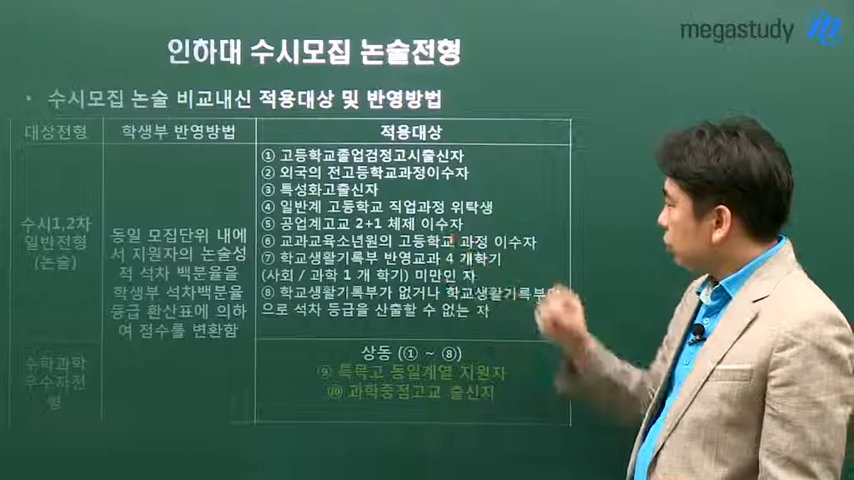 megastudy
인하대 수시모집 논술전형
· 수시모집 논술 비교내신 적용대상 및 반영방법
대상전형 학생부 반영방법 적용대상
수시1,2차
일반전형
(논술)
동일 모집단위 내에
서 지원자의 논술성
적 석차 백분율을
학생부 석차백분율
등급 환산표에 의하
여 점수를 변환함
① 고등학교졸업검정고시출신자
② 외국의 전고등학교과정이수자
③ 특성화고출신자
④ 일반계 고등학교 직업과정 위탁생
⑤ 공업계고교 2+1 체제 이수자
⑥ 교과교육소년원의 고등학교 과정 이수자
⑦ 학교생활기록부 반영교과 4 개학기
(사회 / 과학 1 개 학기) 미만인 자
⑧ 학교생활기록부가 없거나 학교생활기록부
으로 석차 등급을 산출할 수 없는 자
수학과학
우수자전
형
상동 (① ~ ⑧)
⑨ 특목고 동일계열 지원자
⑩ 과학중점고교 출신자